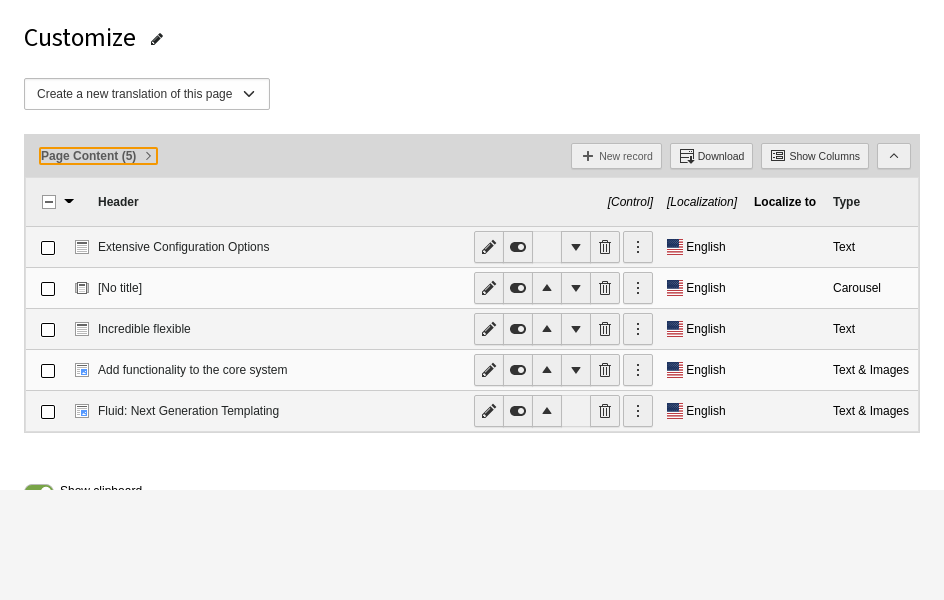 Customize
Create a new translation of this page
Page Content (5)
New record
Download
Show Columns
Header
[Control]
[Localization]
Localize to
Type
Extensive Configuration Options
English
Text
[No title]
English
Carousel
Incredible flexible
English
Text
Add functionality to the core system
English
Text & Images
Fluid: Next Generation Templating
English
Text & Images
Show clipboard